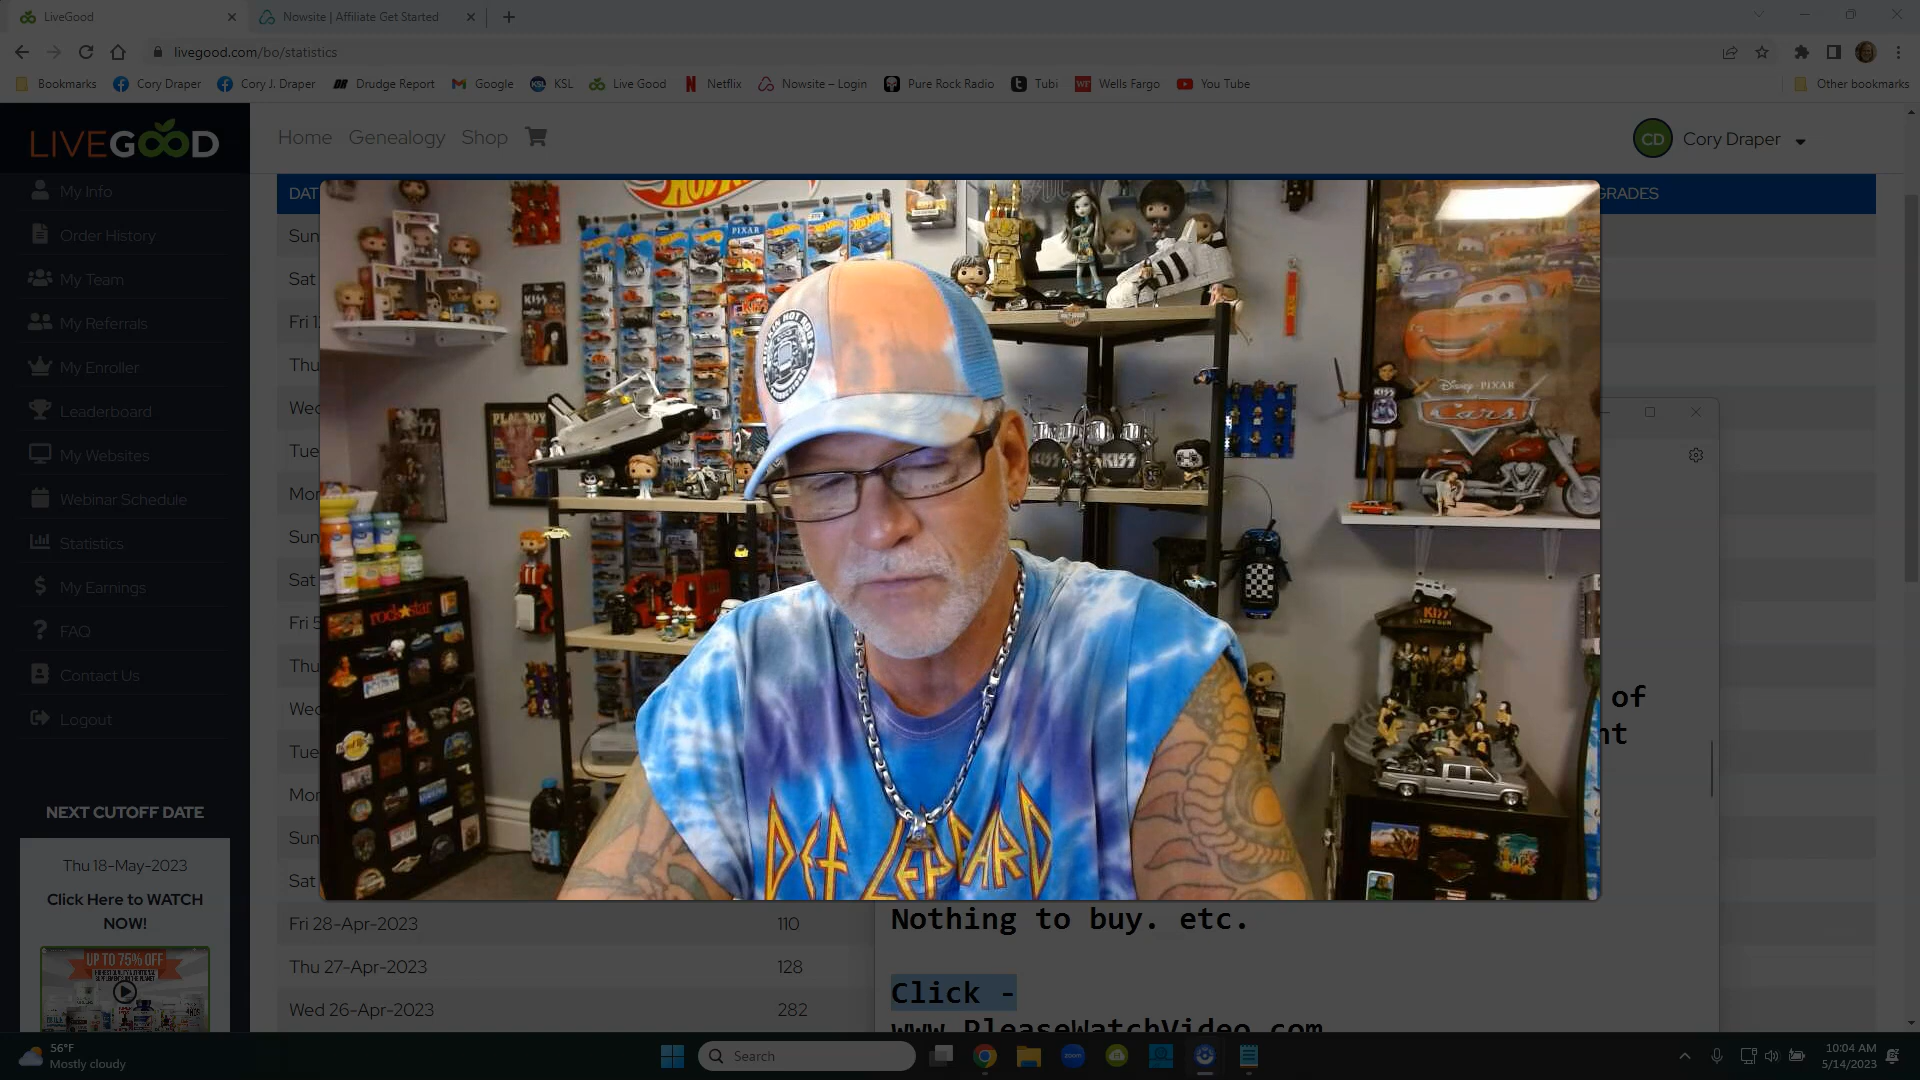 LiveGood
Nowsite | Affiliate Get Started
livegood.com/bo/statistics
Bookmarks
Cory Draper
Cory J. Draper
Drudge Report
Google
KSL
Live Good
Netflix
Nowsite – Login
Pure Rock Radio
Tubi
Wells Fargo
You Tube
Other bookmarks
LIVEGOOD
Home
Genealogy
Shop
CD
Cory Draper
My Info
Order History
My Team
My Referrals
My Enroller
Leaderboard
My Websites
Webinar Schedule
Statistics
My Earnings
FAQ
Contact Us
Logout
NEXT CUTOFF DATE
Thu 18-May-2023
Click Here to WATCH
NOW!
UP TO 75% OFF
DAT
GRADES
Sun
Sat
Fri 1
Thu
Wed
Tue
Mon
Sun
Sat
Fri 5
Thu
Wed
Tue
Mon
Sun
Sat
Fri 28-Apr-2023 110
Thu 27-Apr-2023 128
Wed 26-Apr-2023 282
PIXAR
KISS
PLAYBOY
KISS
KISS
rockstar
Disney · PIXAR
Cars
KISS
DEF LEPPARD
of
nt
Nothing to buy. etc.
Click -
www.PleaseWatchVideo.com
56°F
Mostly cloudy
Search
10:04 AM
5/14/2023